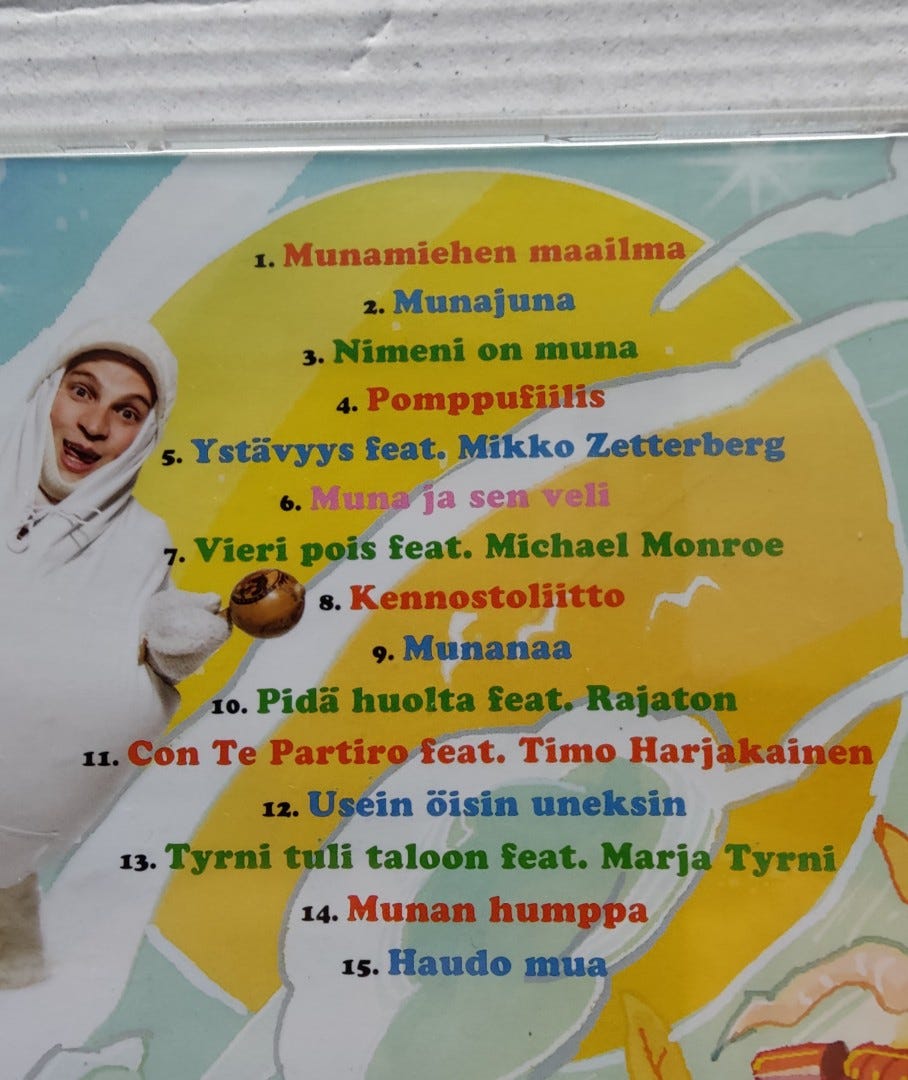 1. Munamiehen maailma
2. Munajuna
3. Nimeni on muna
4. Pomppufiilis
5. Ystävyys feat. Mikko Zetterberg
6. Muna ja sen veli
7. Vieri pois feat. Michael Monroe
8. Kennostoliitto
9. Munanaa
10. Pidä huolta feat. Rajaton
11. Con Te Partiro feat. Timo Harjakainen
12. Usein öisin uneksin
13. Tyrni tuli taloon feat. Marja Tyrni
14. Munan humppa
15. Haudo mua